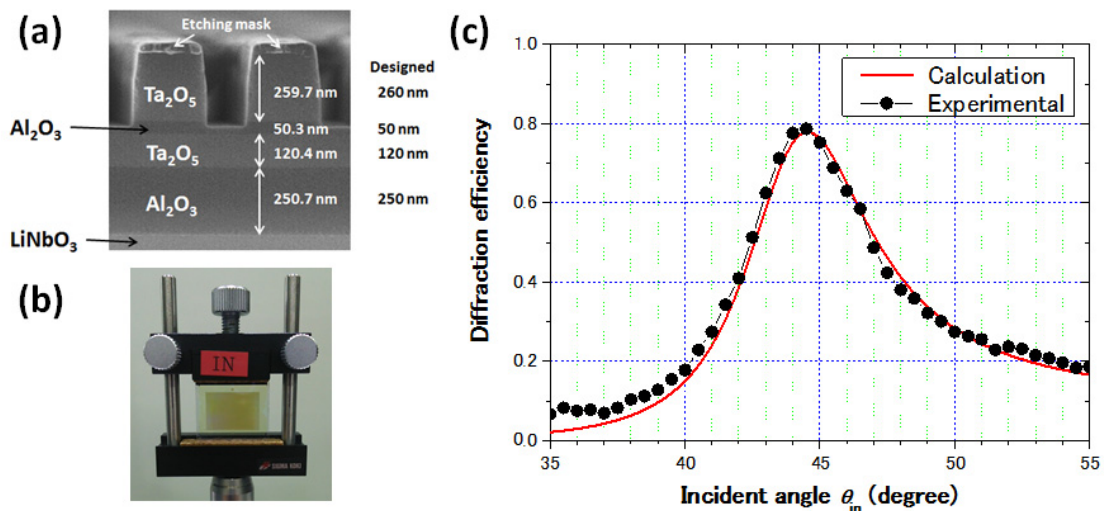 (a)
Etching mask
Designed
Ta₂O₅
259.7 nm
260 nm
Al₂O₃
50.3 nm
50 nm
Ta₂O₅
120.4 nm
120 nm
Al₂O₃
250.7 nm
250 nm
LiNbO₃
(b)
IN
SIGMA KOKI
(c)
Calculation
Experimental
Diffraction efficiency
1.0
0.8
0.6
0.4
0.2
0.0
35
40
45
50
55
Incident angle θin (degree)